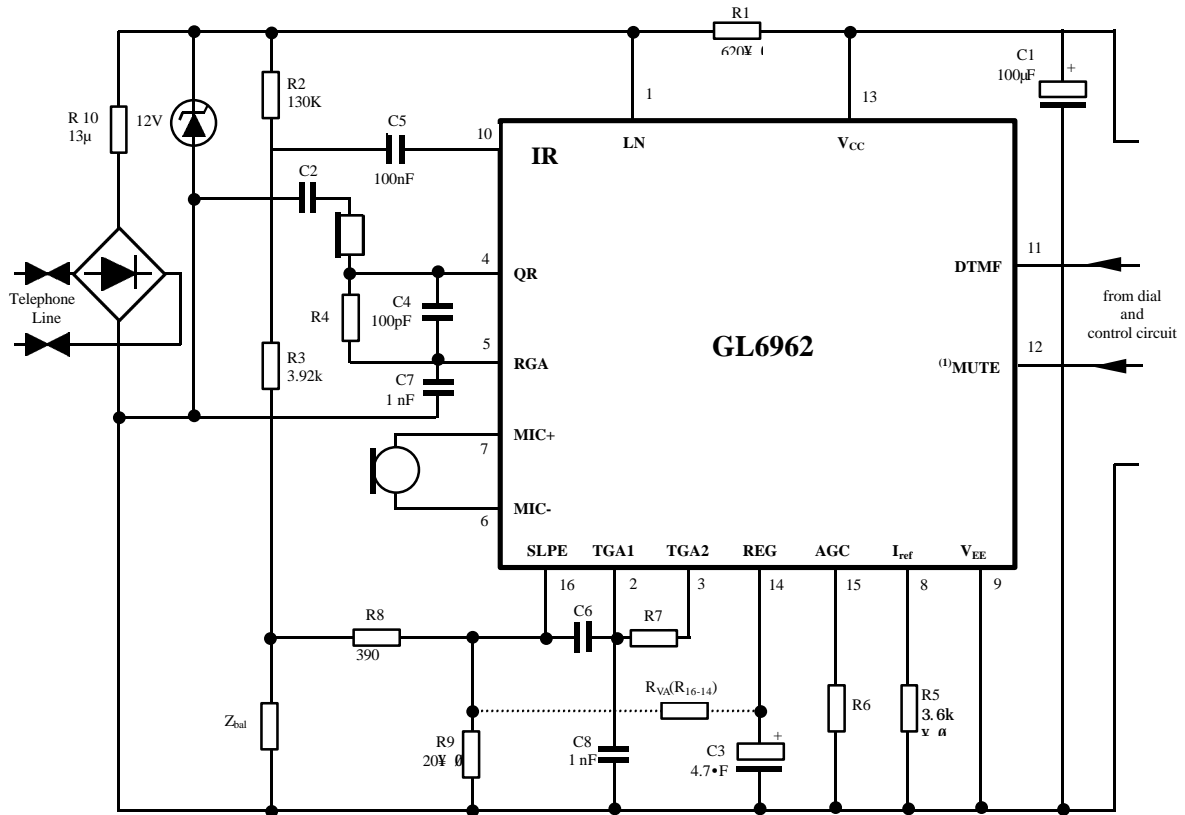 R1
620¥
C1
100µF
+
R2
130K
1
13
R 10
13µ
12V
C5
100nF
10
IR
LN
VCC
C2
11
DTMF
4
QR
Telephone
Line
R4
C4
100pF
from dial
and
control circuit
GL6962
5
RGA
12
(1)MUTE
R3
3.92k
C7
1 nF
MIC+
7
MIC-
6
SLPE
TGA1
TGA2
REG
AGC
Iref
VEE
16
2
3
14
15
8
9
R8
390
C6
R7
RVA(R16-14)
R6
R5
3.6k
Zbal
R9
20¥ Ø
C8
1 nF
C3
4.7•F
+